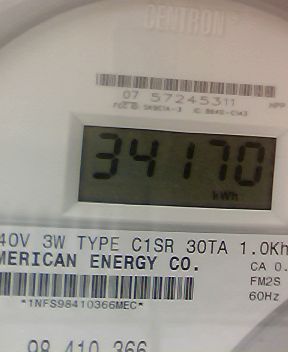 CENTRON
07 57245311
34170
kWh
40V 3W TYPE C1SR 30TA 1.0Kh
MERICAN ENERGY CO.
CA 0.
FM2S
60Hz
*1NFS98410366MEC*
98 410 366